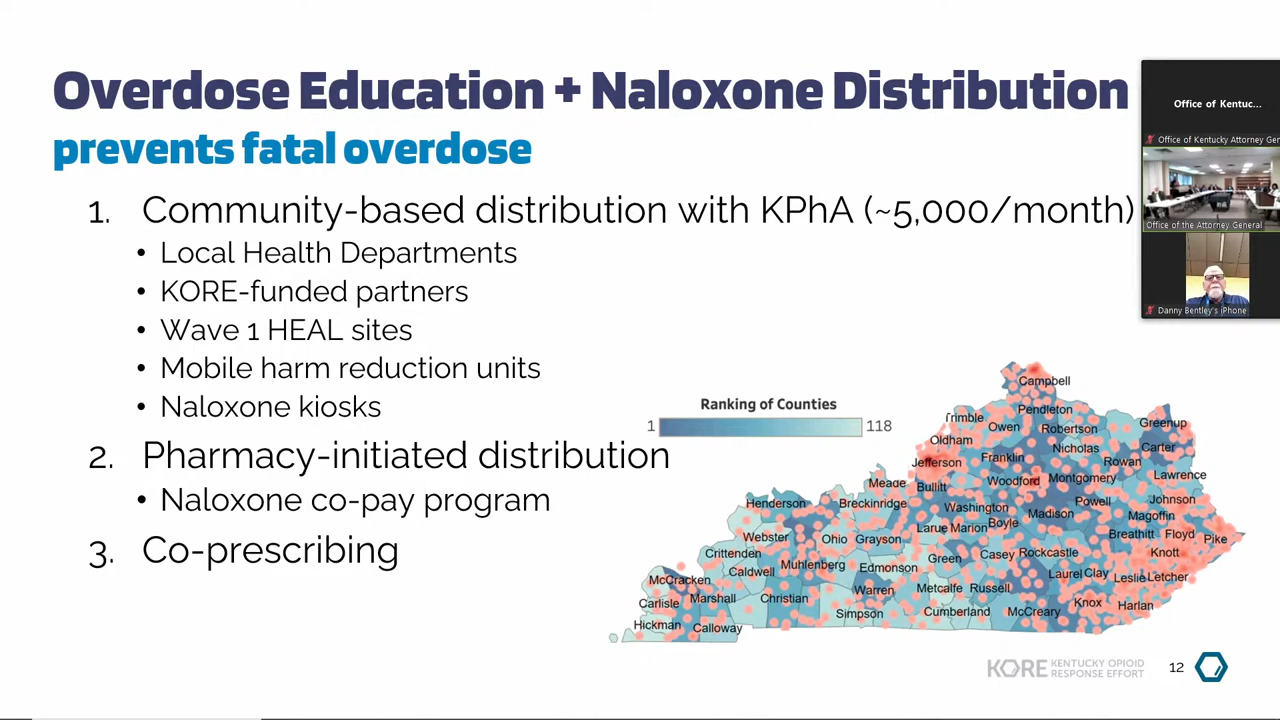 Overdose Education + Naloxone Distribution
prevents fatal overdose
1. Community-based distribution with KPhA (~5,000/month)
• Local Health Departments
• KORE-funded partners
• Wave 1 HEAL sites
• Mobile harm reduction units
• Naloxone kiosks
2. Pharmacy-initiated distribution
• Naloxone co-pay program
3. Co-prescribing
Office of Kentuc...
Office of Kentucky Attorney Gen
Office of the Attorney General
Danny Bentley's iPhone
Ranking of Counties
1 118
Campbell
Trimble
Pendleton
Owen
Robertson
Greenup
Oldham
Nicholas
Carter
Jefferson
Franklin
Rowan
Meade
Bullitt
Woodford
Montgomery
Lawrence
Henderson
Breckinridge
Washington
Powell
Johnson
Madison
Magoffin
Webster
Ohio
Grayson
Larue
Marion
Boyle
Breathitt
Floyd
Pike
Crittenden
Caldwell
Muhlenberg
Edmonson
Green
Casey
Rockcastle
Knott
McCracken
Laurel
Clay
Leslie
Letcher
Carlisle
Marshall
Christian
Warren
Metcalfe
Russell
Simpson
Cumberland
McCreary
Knox
Harlan
Hickman
Calloway
KORE KENTUCKY OPIOID
RESPONSE EFFORT
12